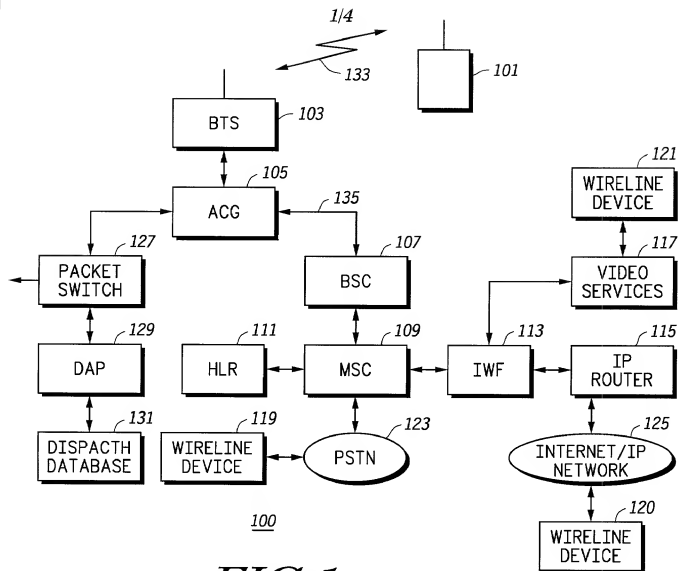 1/4
133
101
BTS
103
105
ACG
135
121
WIRELINE
DEVICE
127
PACKET
SWITCH
107
BSC
117
VIDEO
SERVICES
129
DAP
111
HLR
109
MSC
113
IWF
115
IP
ROUTER
131
DISPACTH
DATABASE
119
WIRELINE
DEVICE
123
PSTN
125
INTERNET/IP
NETWORK
100
120
WIRELINE
DEVICE